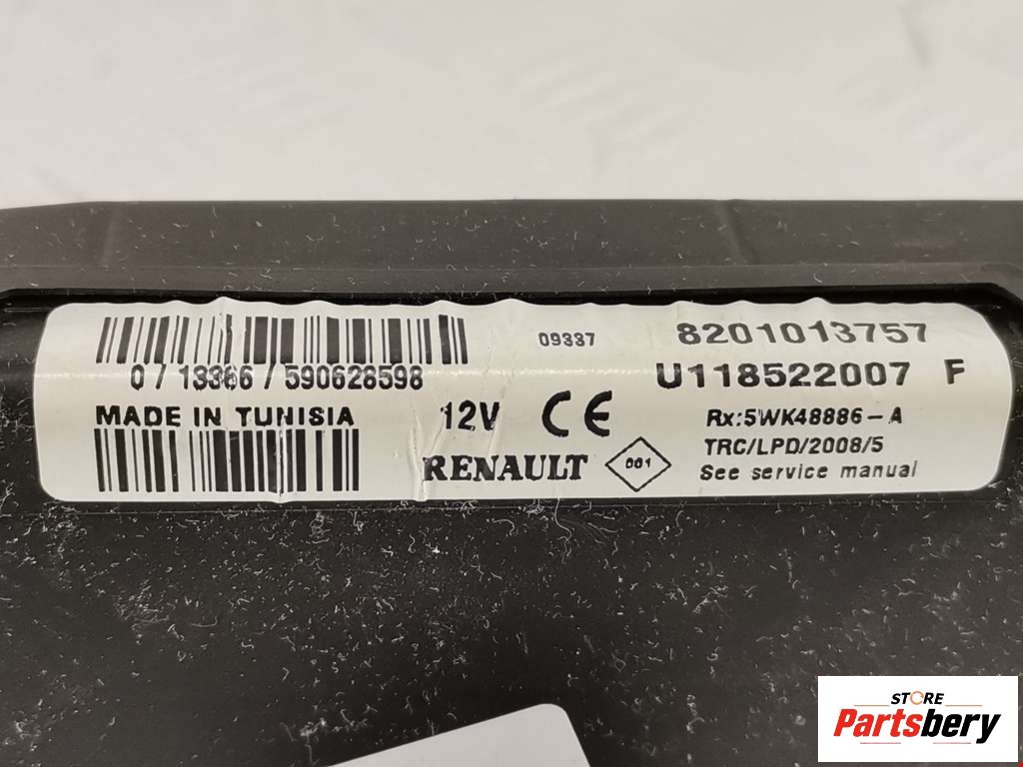 09337
8201013757
0 / 13366 / 590628598
U118522007 F
MADE IN TUNISIA
12V CE
Rx:5WK48886-A
TRC/LPD/2008/5
RENAULT
001
See service manual
STORE
Partsbery